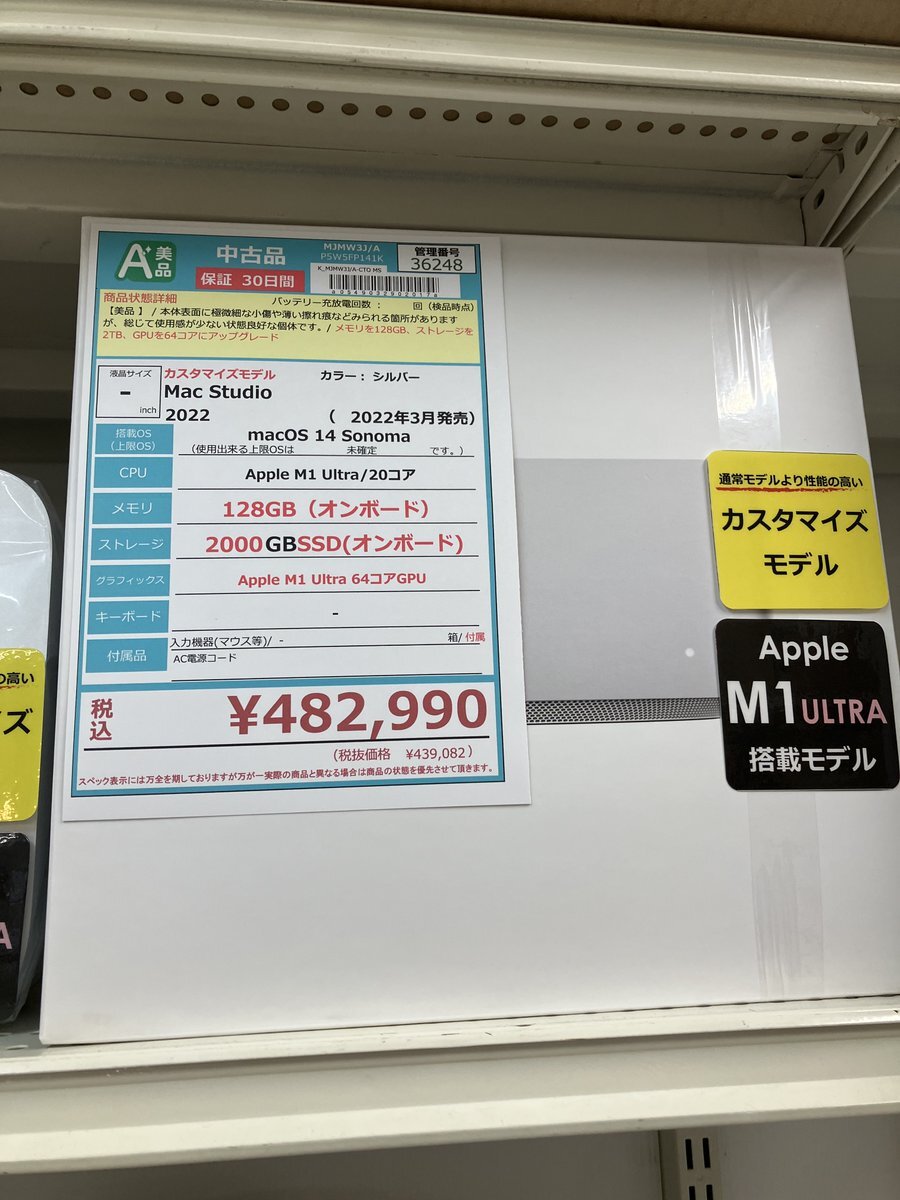 A+ 美品
中古品
保証 30日間
MJMW3J/A
P5W5FP141K
管理番号
36248
K_MJMW3J/A-CTO MS
商品状態詳細
バッテリー充放電回数： 回（検品時点）
【美品 】 / 本体表面に極微細な小傷や薄い擦れ痕などみられる箇所があります
が、総じて使用感が少ない状態良好な個体です。/ メモリを128GB、ストレージを
2TB、GPUを64コアにアップグレード
液晶サイズ
- inch
カスタマイズモデル
カラー： シルバー
Mac Studio
2022
（ 2022年3月発売）
搭載OS
（上限OS）
macOS 14 Sonoma
（使用出来る上限OSは 未確定 です。）
CPU
Apple M1 Ultra/20コア
メモリ
128GB（オンボード）
ストレージ
2000GBSSD(オンボード)
グラフィックス
Apple M1 Ultra 64コアGPU
キーボード
-
付属品
入力機器(マウス等)/ -
箱/ 付属
AC電源コード
税込
¥482,990
（税抜価格 ¥439,082 ）
スペック表示には万全を期しておりますが万が一実際の商品と異なる場合は商品の状態を優先させて頂きます。
通常モデルより性能の高い
カスタマイズ
モデル
Apple
M1 ULTRA
搭載モデル
の高い
ズ
A